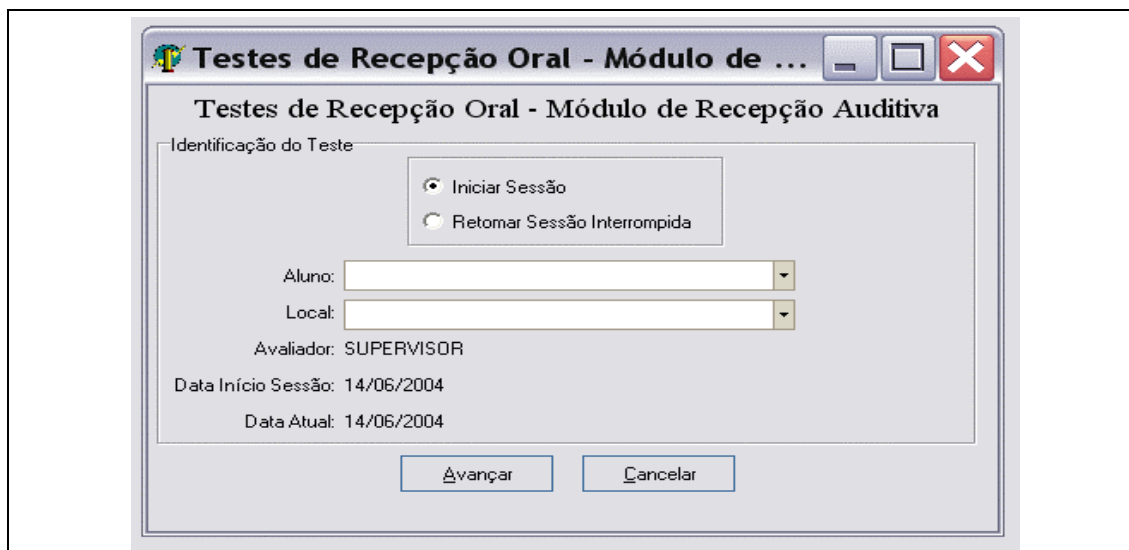 Testes de Recepção Oral - Módulo de ...
Testes de Recepção Oral - Módulo de Recepção Auditiva
Identificação do Teste
Iniciar Sessão
Retomar Sessão Interrompida
Aluno:
Local:
Avaliador: SUPERVISOR
Data Início Sessão: 14/06/2004
Data Atual: 14/06/2004
Avançar Cancelar